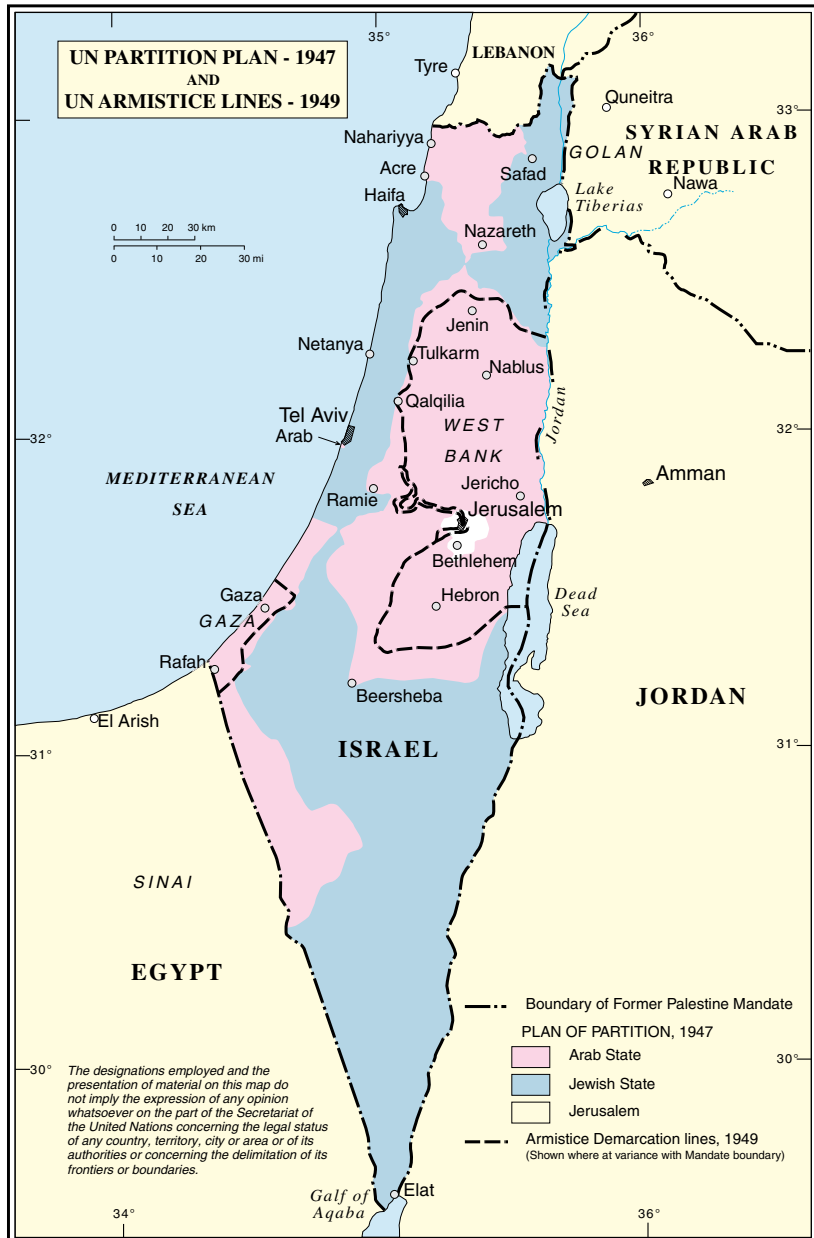 UN PARTITION PLAN - 1947
AND
UN ARMISTICE LINES - 1949
35°
36°
LEBANON
Tyre
Quneitra
33°
SYRIAN ARAB
REPUBLIC
GOLAN
Nahariyya
Safad
Acre
Nawa
Haifa
Lake
Tiberias
0 10 20 30 km
0 10 20 30 mi
Nazareth
Jenin
Netanya
Tulkarm
Nablus
Qalqilia
Tel Aviv
Arab
WEST
BANK
Jordan
32°
32°
MEDITERRANEAN
SEA
Amman
Jericho
Ramie
Jerusalem
Bethlehem
Gaza
GAZA
Hebron
Dead
Sea
Rafah
Beersheba
JORDAN
El Arish
ISRAEL
31°
31°
SINAI
EGYPT
Boundary of Former Palestine Mandate
PLAN OF PARTITION, 1947
Arab State
Jewish State
Jerusalem
Armistice Demarcation lines, 1949
(Shown where at variance with Mandate boundary)
30°
30°
The designations employed and the
presentation of material on this map do
not imply the expression of any opinion
whatsoever on the part of the Secretariat of
the United Nations concerning the legal status
of any country, territory, city or area or of its
authorities or concerning the delimitation of its
frontiers or boundaries.
Galf of
Aqaba
Elat
34°
36°